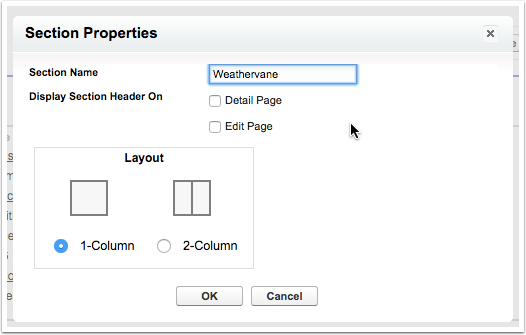 Section Properties
Section Name
Weathervane
Display Section Header On
Detail Page
Edit Page
Layout
1-Column
2-Column
OK
Cancel